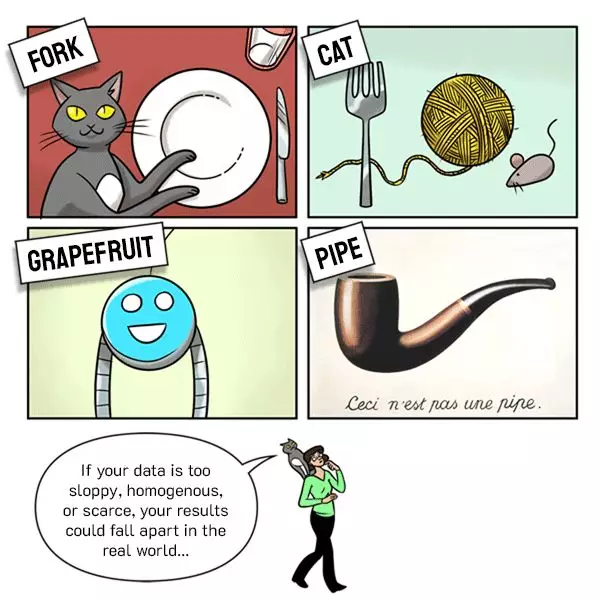 FORK
CAT
GRAPEFRUIT
PIPE
Ceci n'est pas une pipe.
If your data is too
sloppy, homogenous,
or scarce, your results
could fall apart in the
real world...